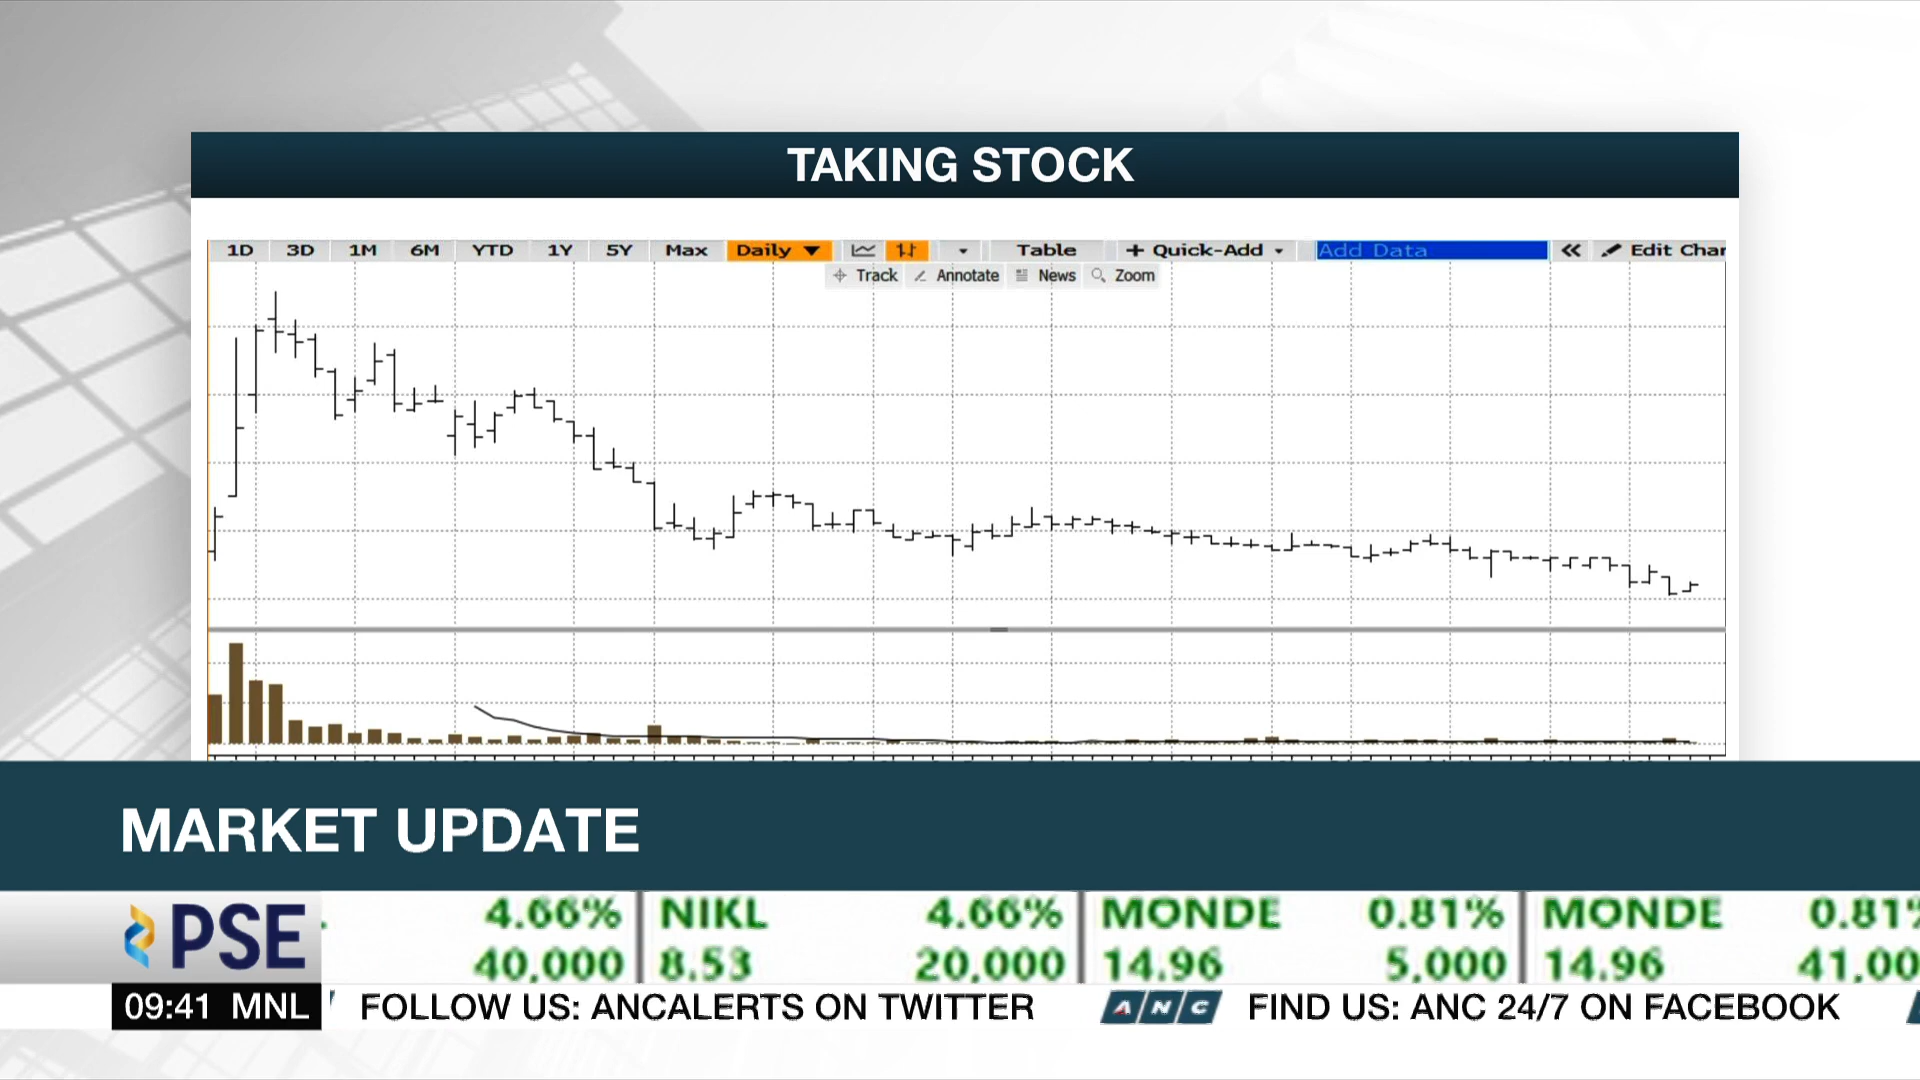 TAKING STOCK
1D 3D 1M 6M YTD 1Y 5Y Max Daily Table + Quick-Add Add Data « Edit Char
Track Annotate News Zoom
MARKET UPDATE
PSE
4.66% NIKL 4.66% MONDE 0.81% MONDE 0.81%
40,000 8.53 20,000 14.96 5,000 14.96 41,00
09:41 MNL FOLLOW US: ANCALERTS ON TWITTER ANC FIND US: ANC 24/7 ON FACEBOOK